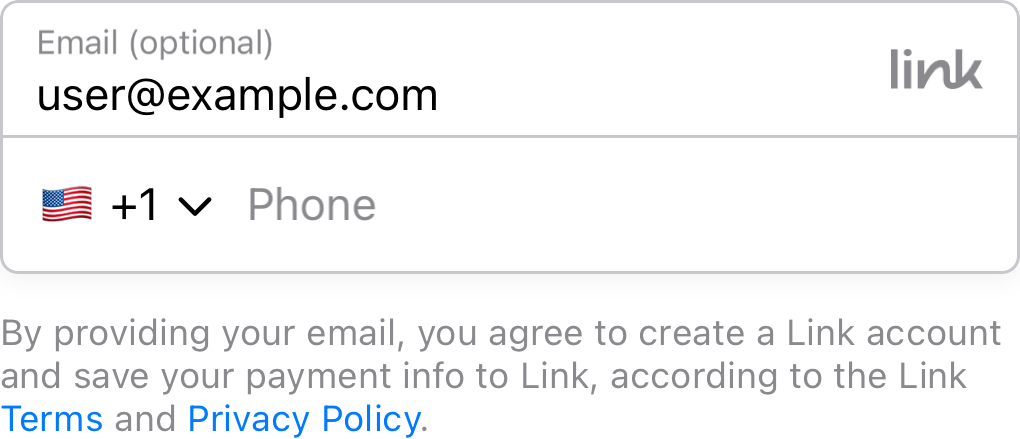 Email (optional)
user@example.com
link
+1 Phone
By providing your email, you agree to create a Link account
and save your payment info to Link, according to the Link
Terms and Privacy Policy.